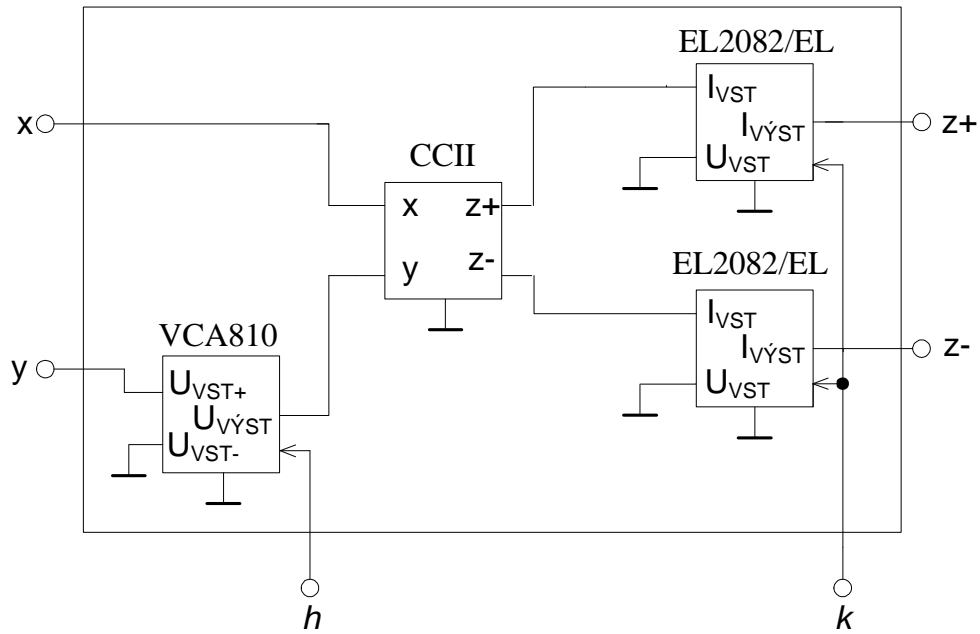 EL2082/EL
I_VST
I_VÝST
U_VST
z+
x
CCII
x
z+
y
z-
EL2082/EL
I_VST
I_VÝST
U_VST
z-
VCA810
y
U_VST+
U_VÝST
U_VST-
h
k